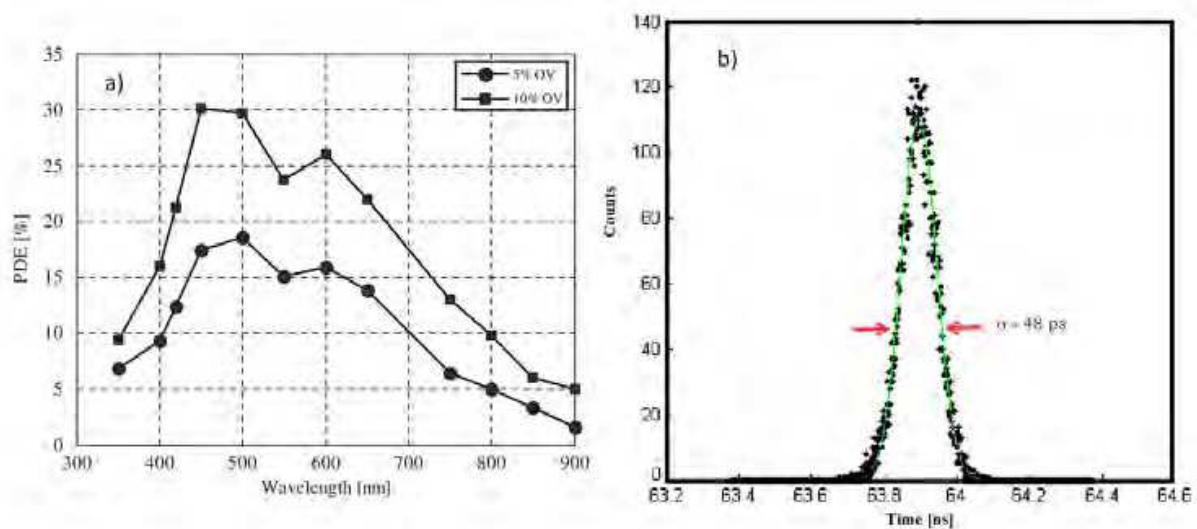 a)
5% OV
10% OV
35
30
25
20
15
10
5
0
PDE [%]
300 400 500 600 700 800 900
Wavelength [nm]
b)
140
120
100
80
60
40
20
0
Counts
σ = 48 ps
63.2 63.4 63.6 63.8 64 64.2 64.4 64.6
Time [ns]